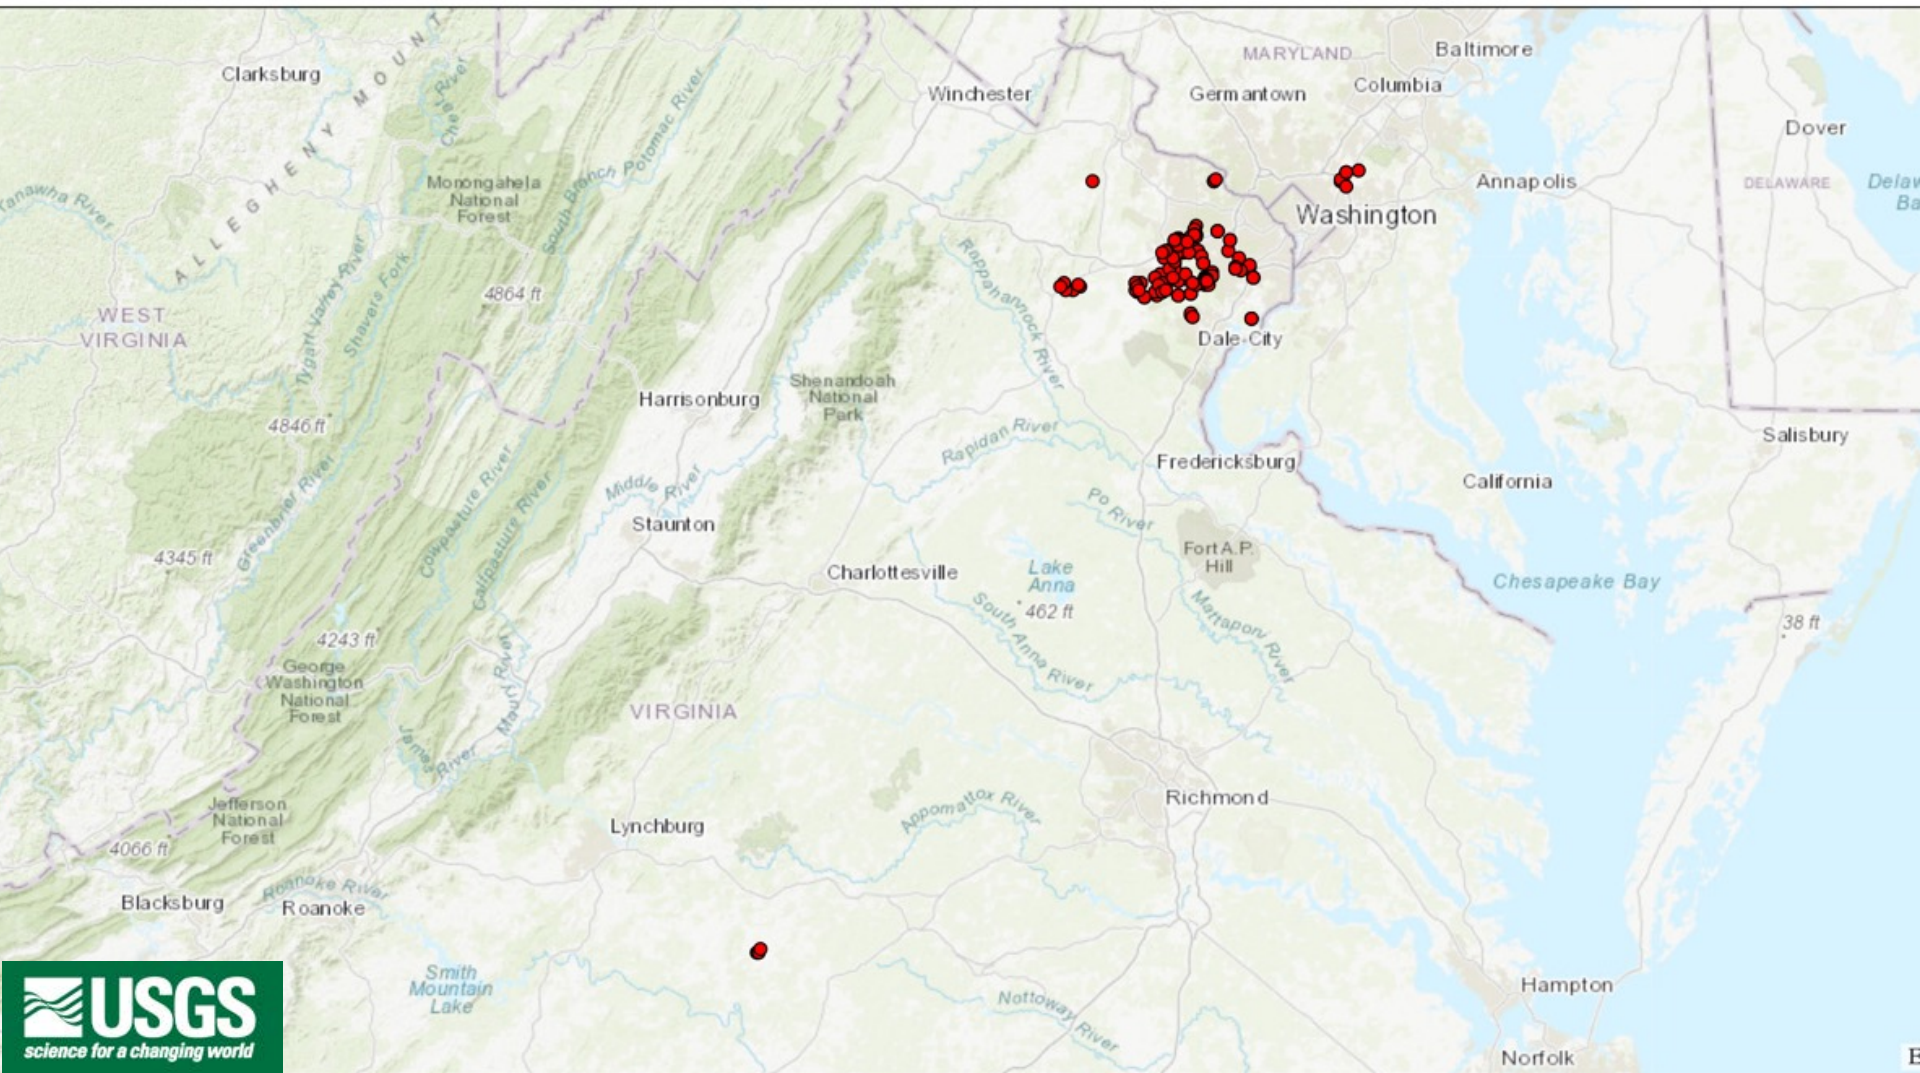 Baltimore
MARYLAND
Clarksburg
Columbia
Winchester
Germantown
ALLEGHENY MOUNT
Cheat River
Dover
South Branch Potomac River
Monongahela
National
Forest
Annapolis
DELAWARE
Delaw
Ba
Kanawha River
Washington
Rappahannock River
Tygart Valley River
Shavers Fork
4864 ft
WEST
VIRGINIA
Dale City
Shenandoah
National
Park
Harrisonburg
4846 ft
Rapidan River
Salisbury
Fredericksburg
California
Greenbrier River
Cowpasture River
Calfpasture River
Middle River
Po River
Staunton
4345 ft
Fort A.P.
Hill
Charlottesville
Lake
Anna
462 ft
Chesapeake Bay
South Anna River
Mattaponi River
38 ft
4243 ft
George
Washington
National
Forest
Maury River
VIRGINIA
James River
Richmond
Jefferson
National
Forest
Appomattox River
Lynchburg
4066 ft
Roanoke River
Blacksburg
Roanoke
Smith
Mountain
Lake
Nottoway River
Hampton
Norfolk
E
USGS
science for a changing world